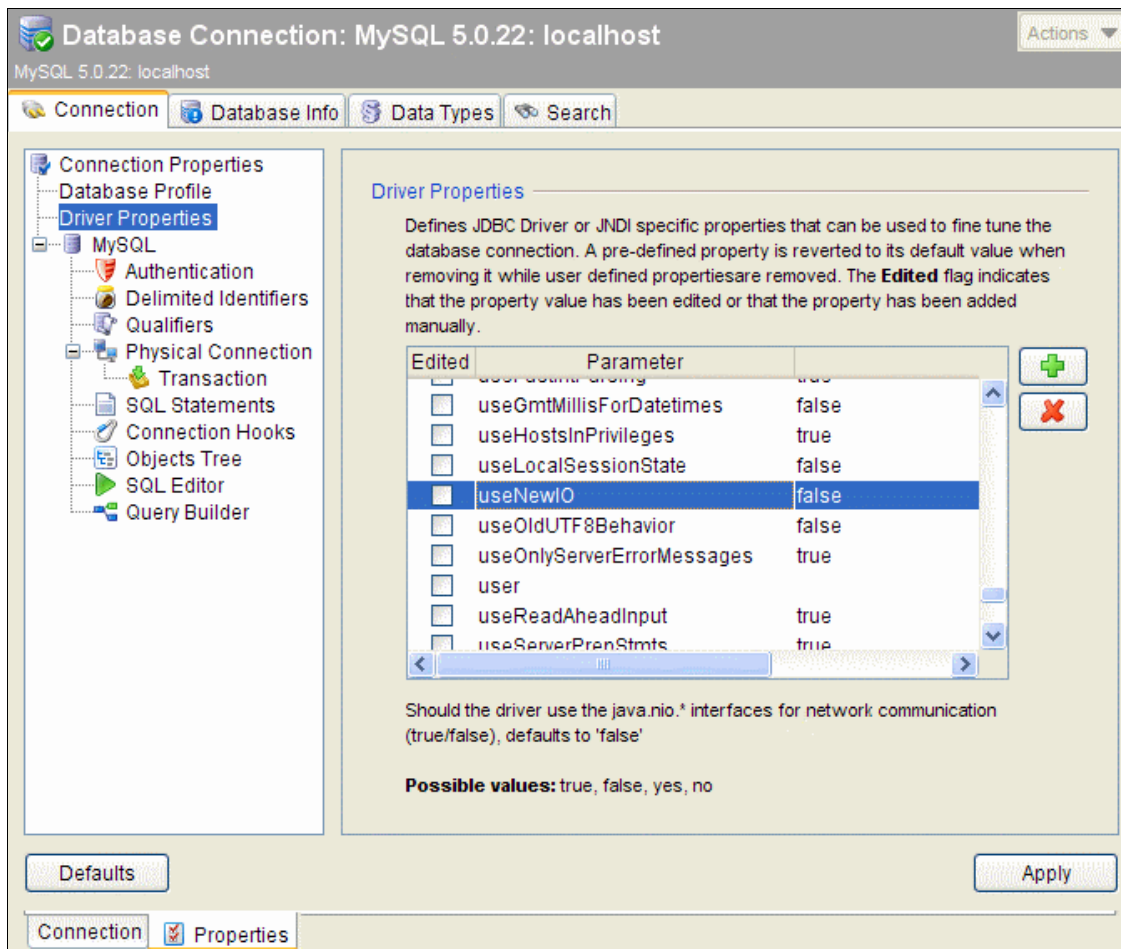 Database Connection: MySQL 5.0.22: localhost
Actions
MySQL 5.0.22: localhost
Connection
Database Info
Data Types
Search
Connection Properties
Database Profile
Driver Properties
MySQL
Authentication
Delimited Identifiers
Qualifiers
Physical Connection
Transaction
SQL Statements
Connection Hooks
Objects Tree
SQL Editor
Query Builder
Driver Properties
Defines JDBC Driver or JNDI specific properties that can be used to fine tune the
database connection. A pre-defined property is reverted to its default value when
removing it while user defined propertiesare removed. The Edited flag indicates
that the property value has been edited or that the property has been added
manually.
Edited Parameter
useFastIntParsing true
useGmtMillisForDatetimes false
useHostsInPrivileges true
useLocalSessionState false
useNewIO false
useOldUTF8Behavior false
useOnlyServerErrorMessages true
user
useReadAheadInput true
useServerPrepStmts true
Should the driver use the java.nio.* interfaces for network communication
(true/false), defaults to 'false'
Possible values: true, false, yes, no
Defaults
Apply
Connection
Properties